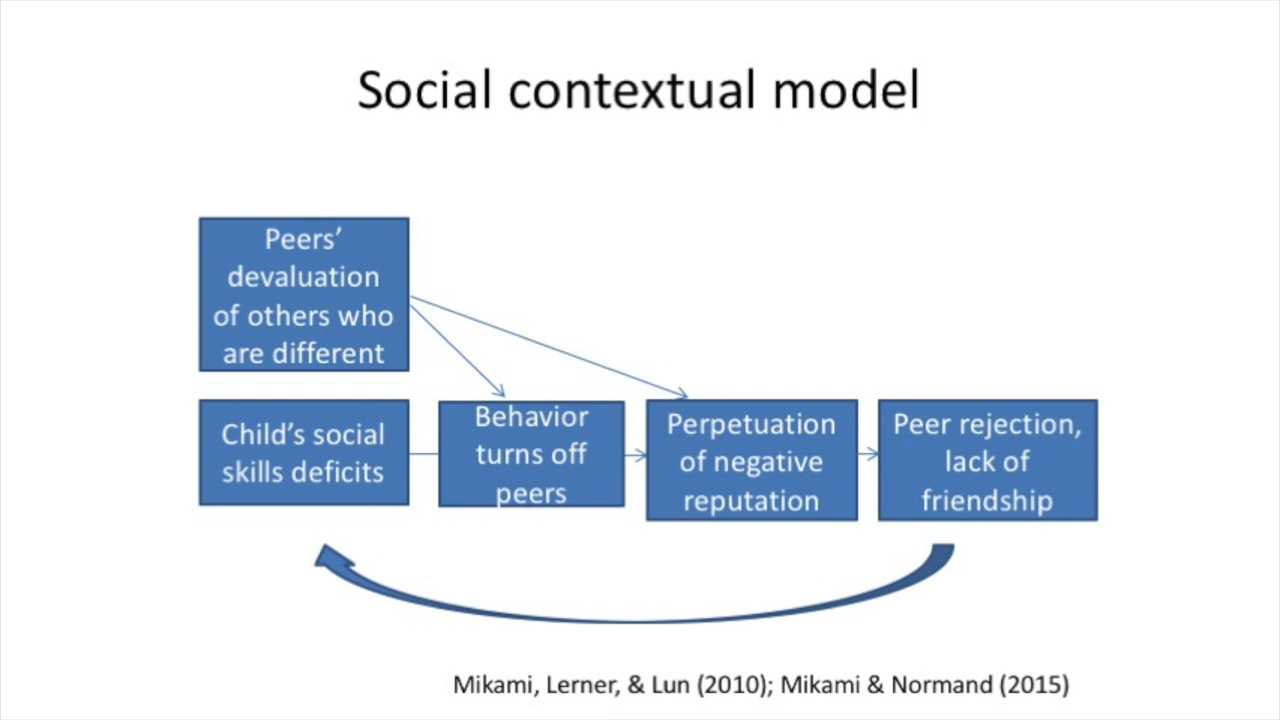 Social contextual model
Peers’
devaluation
of others who
are different
Child’s social
skills deficits
Behavior
turns off
peers
Perpetuation
of negative
reputation
Peer rejection,
lack of
friendship
Mikami, Lerner, & Lun (2010); Mikami & Normand (2015)